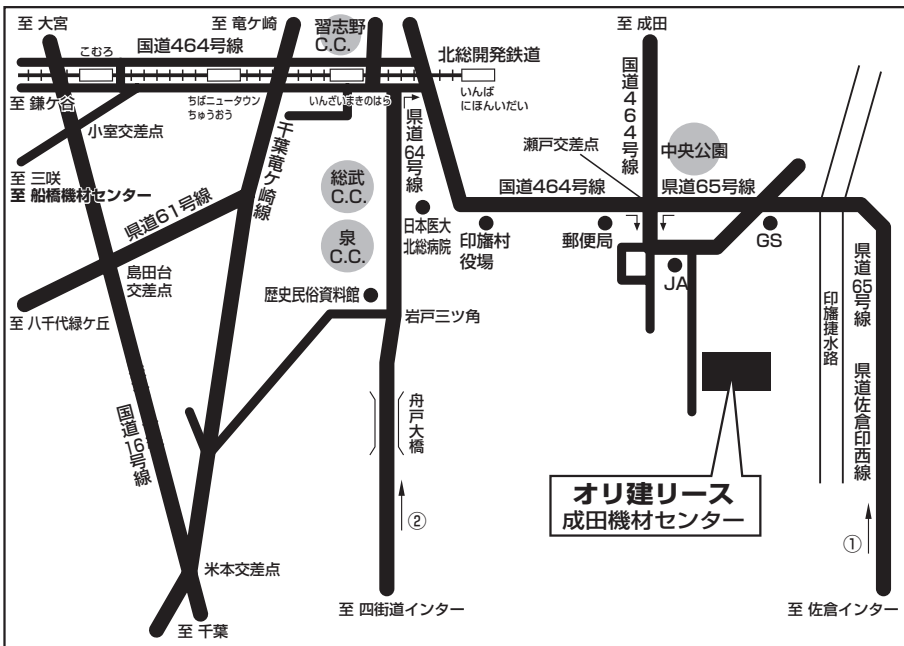 至 大宮
至 竜ケ崎
習志野
C.C.
至 成田
こむろ
国道464号線
北総開発鉄道
ちばニュータウン
ちゅうおう
いんざいまきのはら
いんば
にほんいだい
至 鎌ケ谷
小室交差点
至 三咲
至 船橋機材センター
千葉竜ケ崎線
県道64号線
国道464号線
瀬戸交差点
中央公園
総武
C.C.
国道464号線
県道65号線
県道61号線
泉
C.C.
日本医大
北総病院
印旛村
役場
郵便局
GS
JA
島田台
交差点
歴史民俗資料館
至 八千代緑ケ丘
岩戸三ツ角
県道65号線
印旛捷水路
国道16号線
舟戸大橋
県道佐倉印西線
オリ建リース
成田機材センター
②
①
米本交差点
至 千葉
至 四街道インター
至 佐倉インター